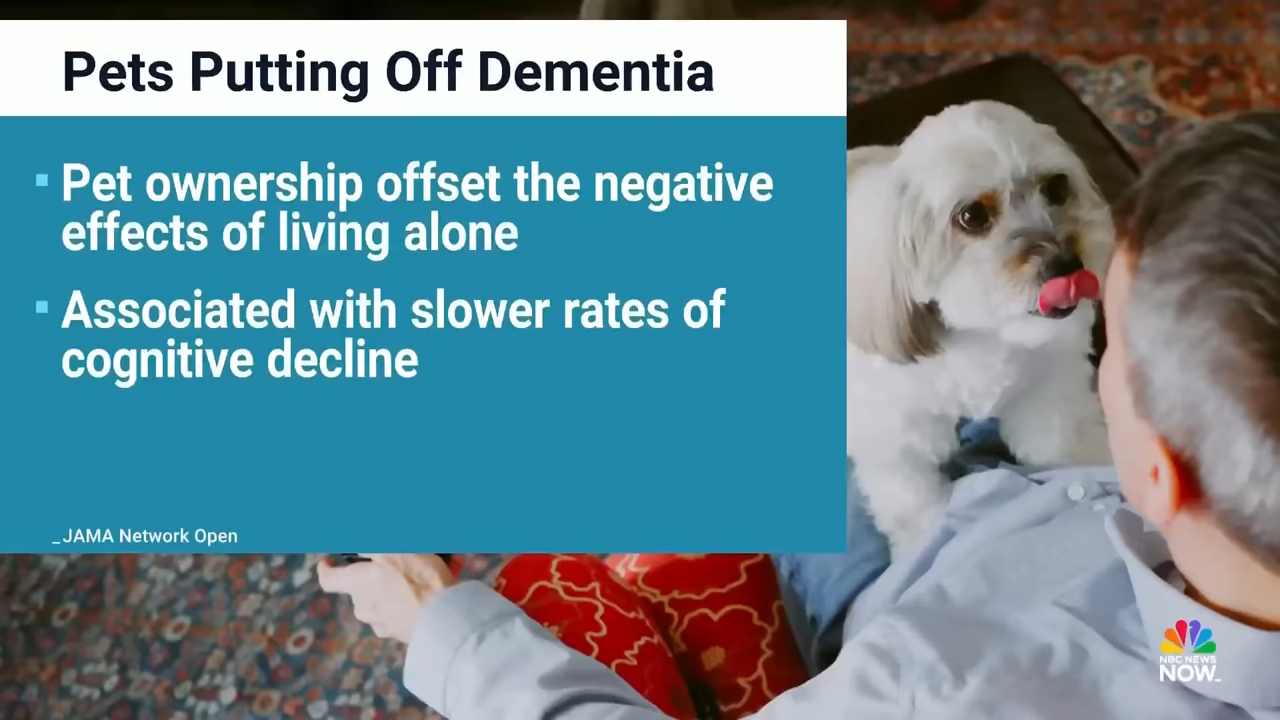 Pets Putting Off Dementia
Pet ownership offset the negative
effects of living alone
Associated with slower rates of
cognitive decline
_JAMA Network Open
NBC NEWS
NOW_